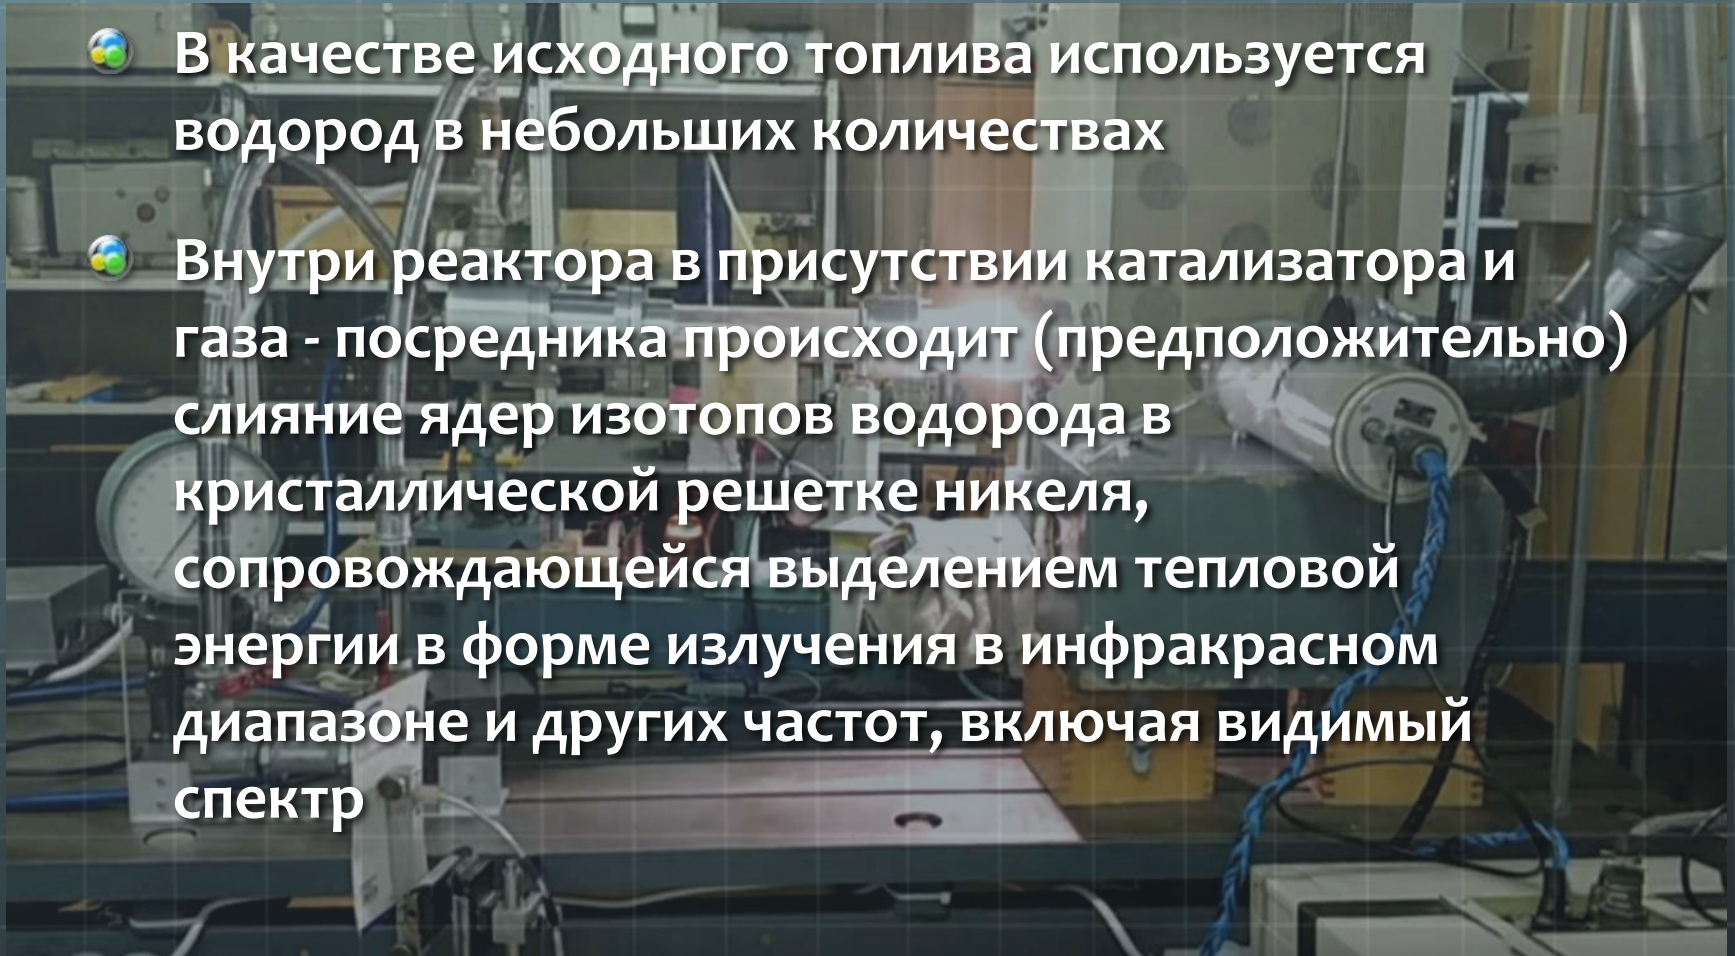 В качестве исходного топлива используется
водород в небольших количествах
Внутри реактора в присутствии катализатора и
газа - посредника происходит (предположительно)
слияние ядер изотопов водорода в
кристаллической решетке никеля,
сопровождающейся выделением тепловой
энергии в форме излучения в инфракрасном
диапазоне и других частот, включая видимый
спектр